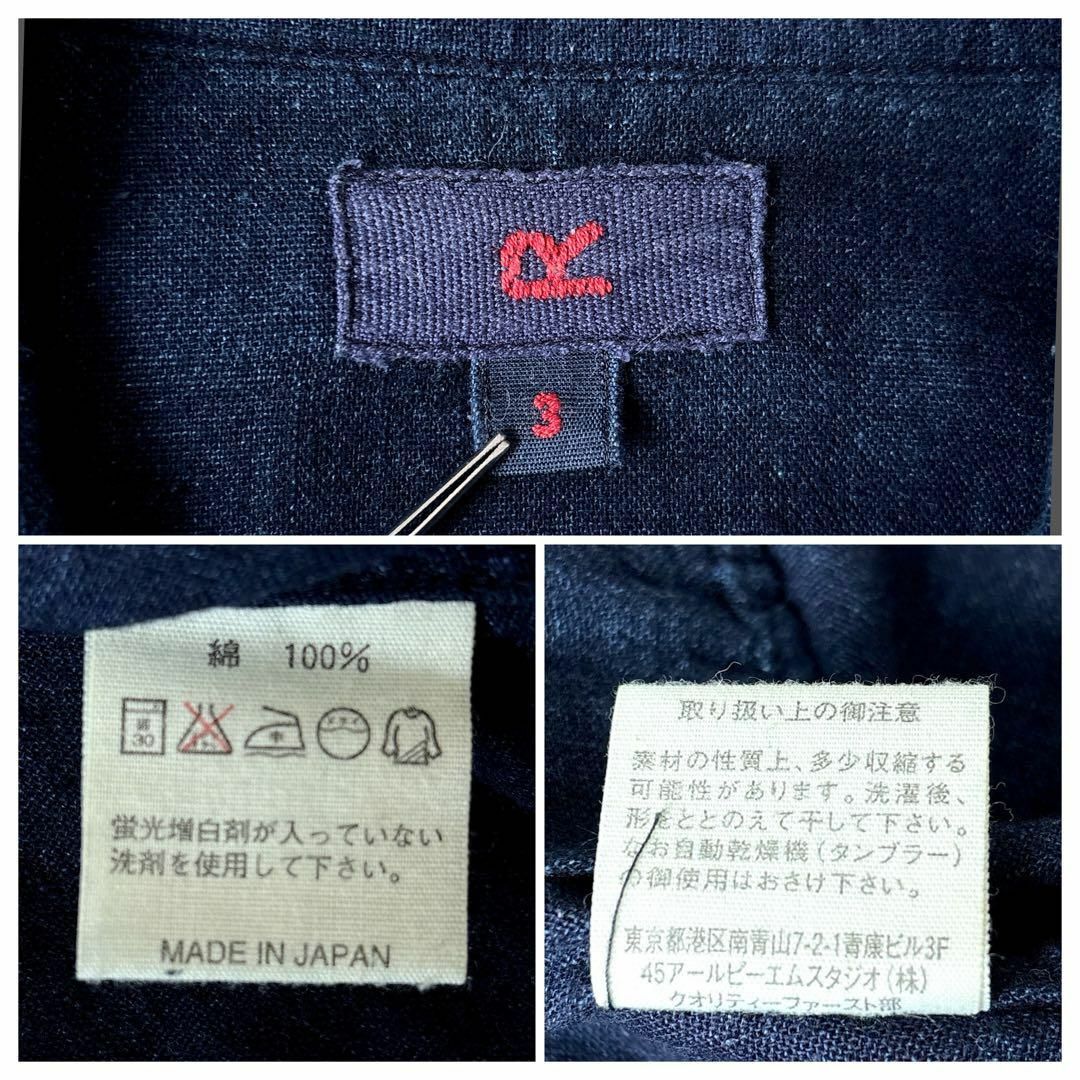 R
3
綿 100%
弱
30
中
ドライ
蛍光増白剤が入っていない
洗剤を使用して下さい。
MADE IN JAPAN
取り扱い上の御注意
素材の性質上、多少収縮する
可能性があります。洗濯後、
形をととのえて干して下さい。
なお自動乾燥機(タンブラー)
の御使用はおさけ下さい。
東京都港区南青山7-2-1青康ビル3F
45アールピーエムスタジオ(株)
クオリティーファースト部